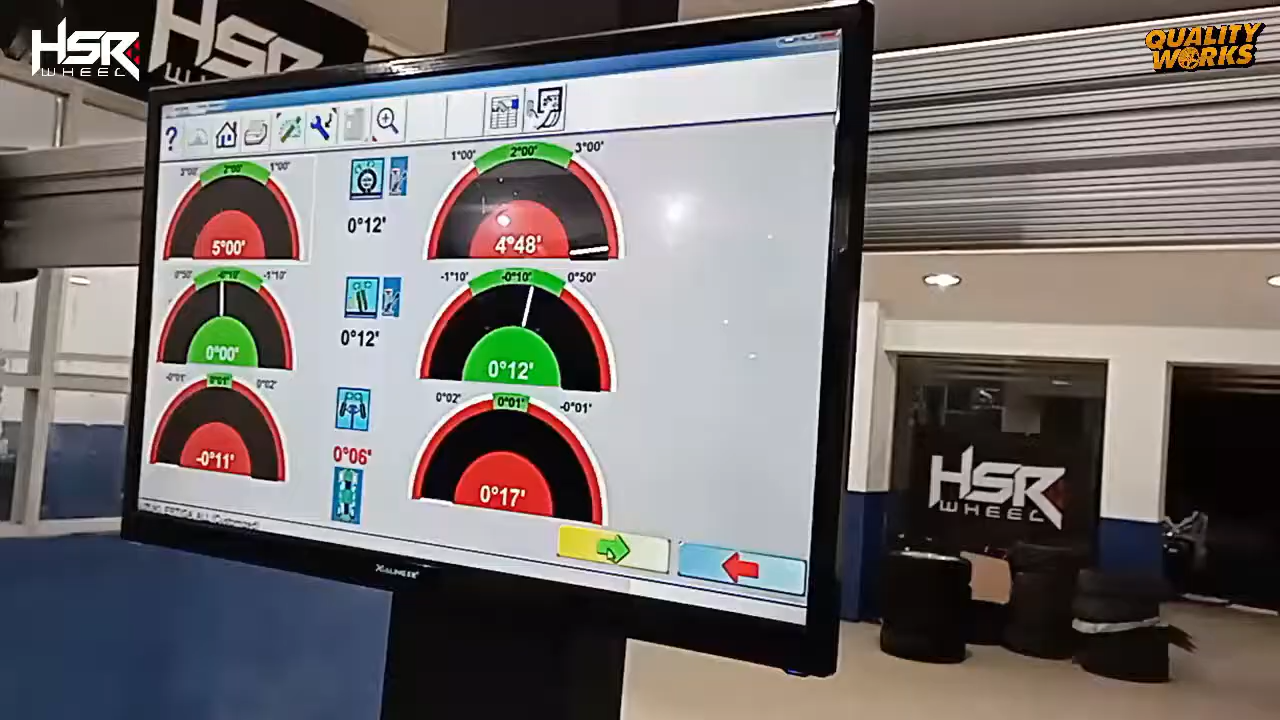 HSR
WHEEL
HSR
QUALITY
WORKS
?
3°00' 2°00' 1°00'
1°00' 2°00' 3°00'
5°00'
0°12'
4°48'
0°50' -0°10' -1°10'
-1°10' -0°10' 0°50'
0°00'
0°12'
0°12'
-0°01' 0°01' 0°02'
0°02' 0°01' -0°01'
-0°11'
0°06'
0°17'
HSR
WHEEL